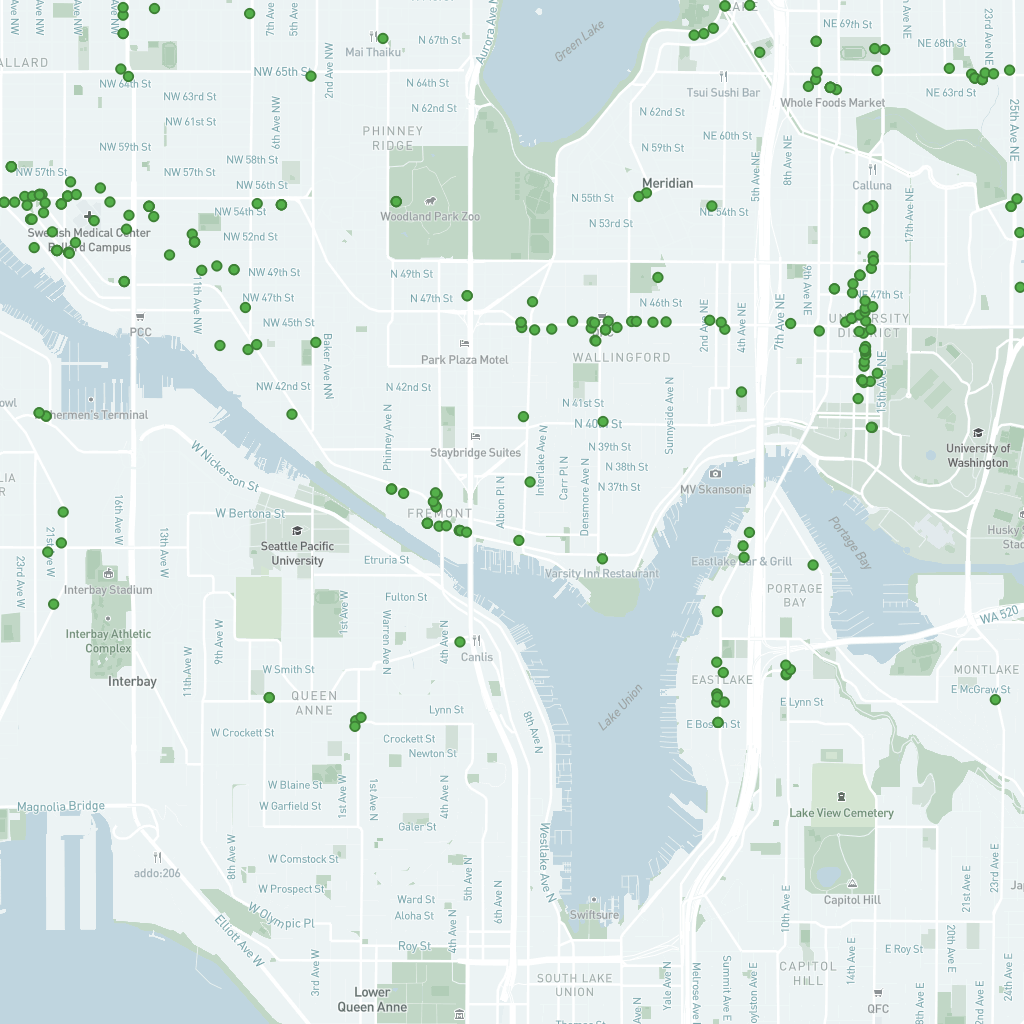 7th Ave NW
5th Ave
N 67th St
Mai Thaiku
2nd Ave NW
Aurora Ave N
Green Lake
NE 69th St
NE 68th St
23rd Ave NE
NW 65th St
NW 64th St
N 64th St
Tsui Sushi Bar
NW 63rd St
NE 63rd St
Whole Foods Market
25th Ave NE
N 62nd St
N 62nd St
NW 61st St
6th Ave NW
PHINNEY
RIDGE
NE 60th St
NW 59th St
N 59th St
NW 58th St
8th Ave NE
5th Ave NE
NW 57th St
NW 57th St
Calluna
NW 56th St
Meridian
N 55th St
Woodland Park Zoo
NW 54th St
NE 54th St
N 53rd St
17th Ave NE
Swedish Medical Center
Ballard Campus
NW 52nd St
NW 49th St
N 49th St
9th Ave NE
11th Ave NW
NW 47th St
N 47th St
N 46th St
NE 47th St
PCC
NW 45th St
2nd Ave NE
4th Ave NE
7th Ave NE
UNIVERSITY
DISTRICT
Baker Ave NW
Park Plaza Motel
WALLINGFORD
NW 42nd St
N 42nd St
15th Ave NE
Sunnyside Ave N
N 41st St
Phinney Ave N
N 40th St
Staybridge Suites
Interlake Ave N
N 39th St
University of
Washington
W Nickerson St
N 38th St
Carr Pl N
Densmore Ave N
Albion Pl N
N 37th St
MV Skansonia
16th Ave W
W Bertona St
FREMONT
Portage Bay
13th Ave W
21st Ave W
23rd Ave W
Seattle Pacific
University
Etruria St
Eastlake Bar & Grill
Varsity Inn Restaurant
Interbay Stadium
PORTAGE
BAY
Fulton St
1st Ave W
WA 520
Warren Ave N
4th Ave N
9th Ave W
Interbay Athletic
Complex
Canlis
11th Ave W
W Smith St
Interbay
EASTLAKE
MONTLAKE
E McGraw St
QUEEN
ANNE
E Lynn St
Lynn St
Lake Union
8th Ave N
E Boston St
W Crockett St
Crockett St
Newton St
W Blaine St
1st Ave W
1st Ave N
4th Ave N
Magnolia Bridge
W Garfield St
Lake View Cemetery
Galer St
Westlake Ave N
8th Ave W
W Comstock St
addo:206
5th Ave N
6th Ave N
23rd Ave E
21st Ave E
W Prospect St
Ward St
Capitol Hill
W Olympic Pl
Aloha St
Swiftsure
10th Ave E
4th Ave N
Elliott Ave W
Roy St
E Roy St
14th Ave E
20th Ave E
24th Ave E
3rd Ave W
SOUTH LAKE
UNION
Yale Ave N
Melrose Ave
Summit Ave E
CAPITOL
HILL
Lower
Queen Anne
QFC